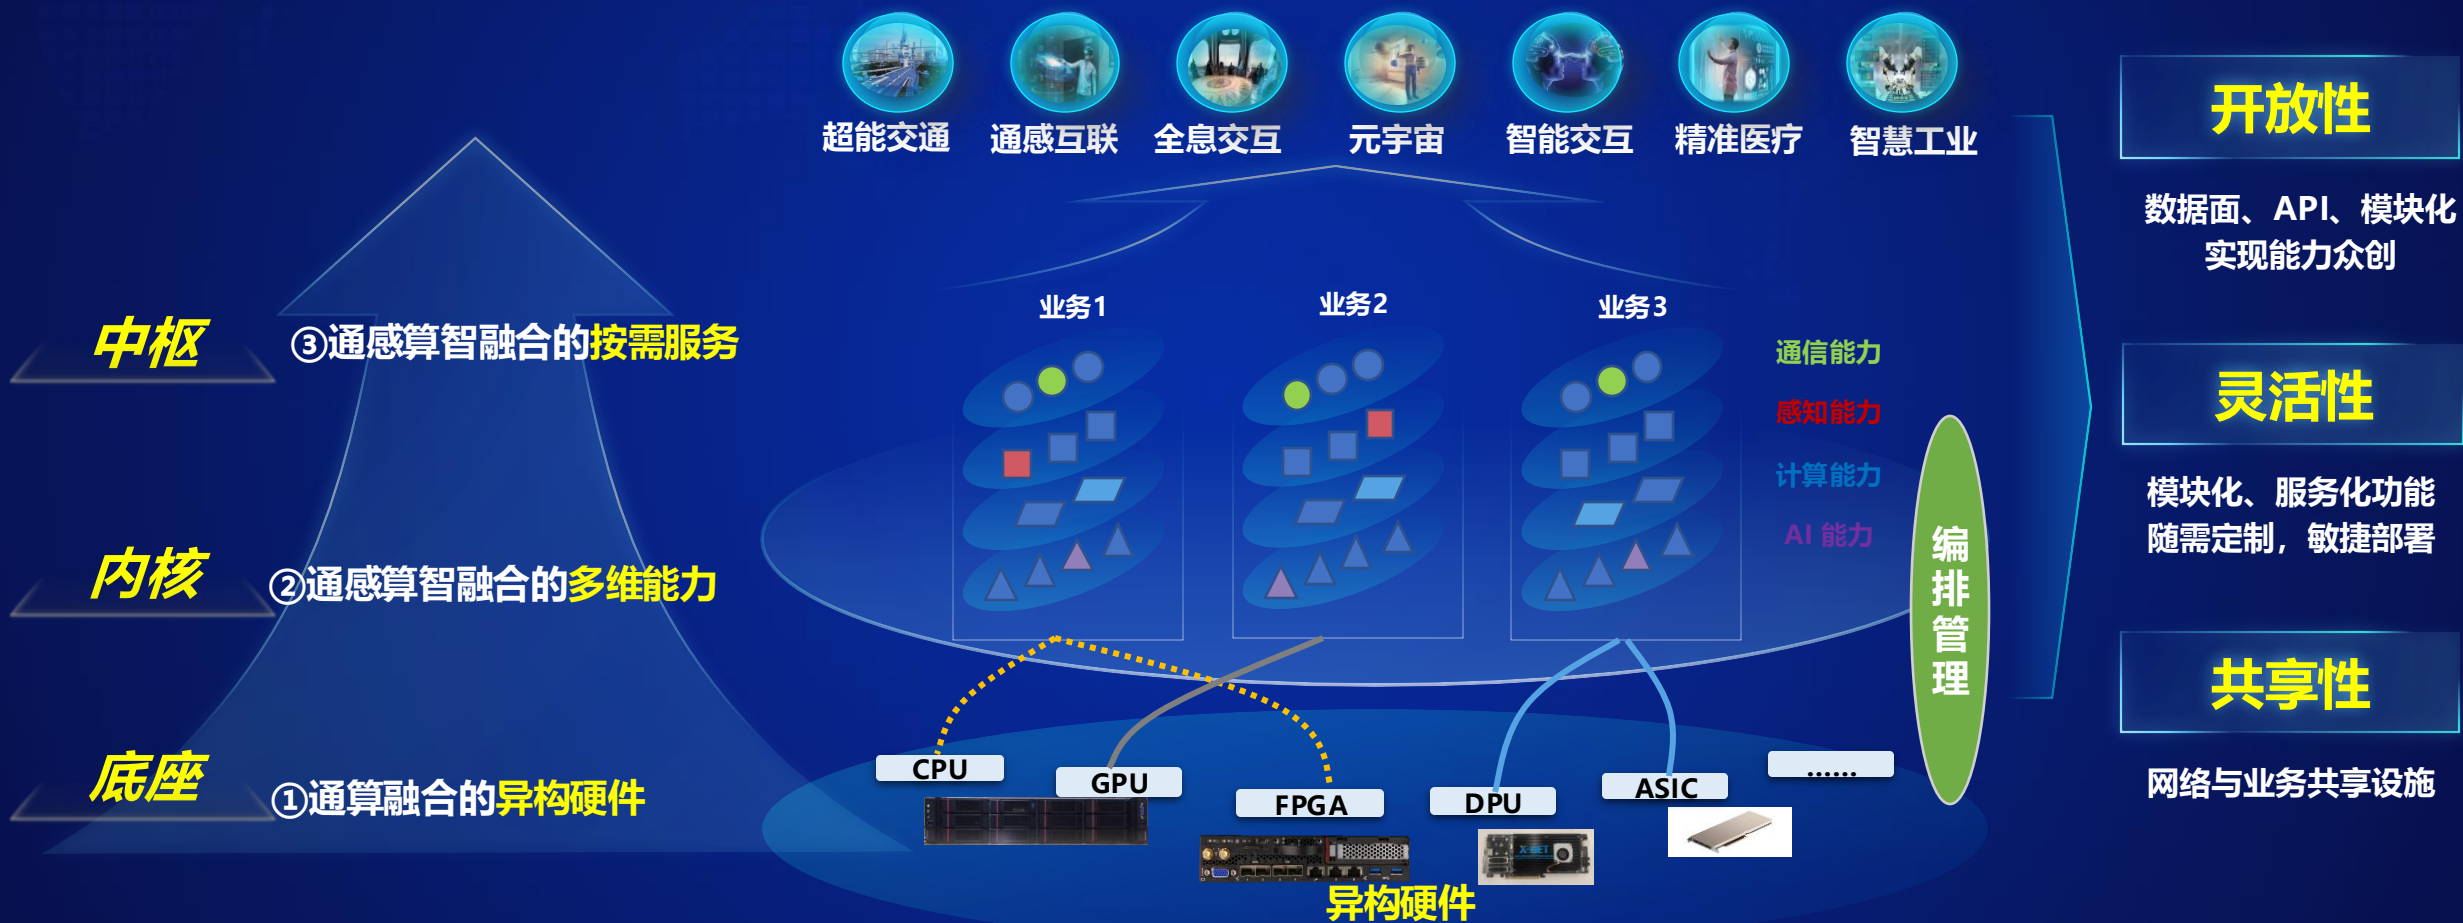 超能交通
通感互联
全息交互
元宇宙
智能交互
精准医疗
智慧工业
中枢
③通感算智融合的按需服务
内核
②通感算智融合的多维能力
底座
①通算融合的异构硬件
业务1
业务2
业务3
通信能力
感知能力
计算能力
AI 能力
编排管理
CPU
GPU
FPGA
DPU
ASIC
......
异构硬件
开放性
数据面、API、模块化
实现能力众创
灵活性
模块化、服务化功能
随需定制，敏捷部署
共享性
网络与业务共享设施